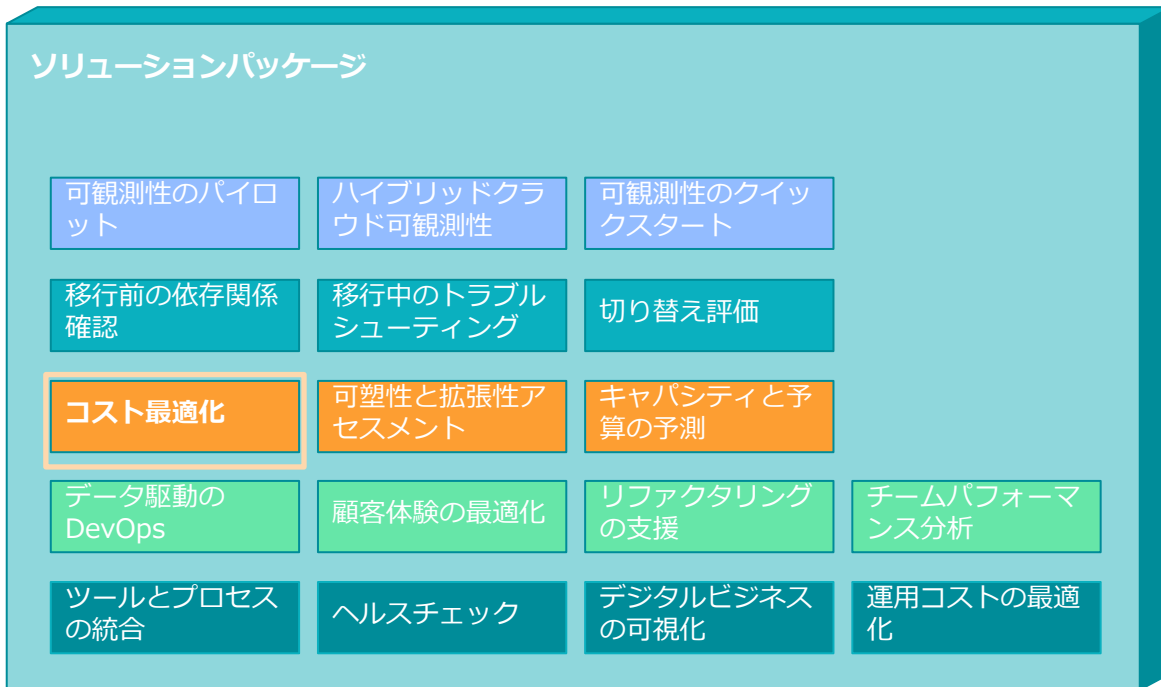 ソリューションパッケージ
可観測性のパイロ
ット
ハイブリッドクラ
ウド可観測性
可観測性のクイッ
クスタート
移行前の依存関係
確認
移行中のトラブル
シューティング
切り替え評価
コスト最適化
可塑性と拡張性ア
セスメント
キャパシティと予
算の予測
データ駆動の
DevOps
顧客体験の最適化
リファクタリング
の支援
チームパフォーマ
ンス分析
ツールとプロセス
の統合
ヘルスチェック
デジタルビジネス
の可視化
運用コストの最適
化